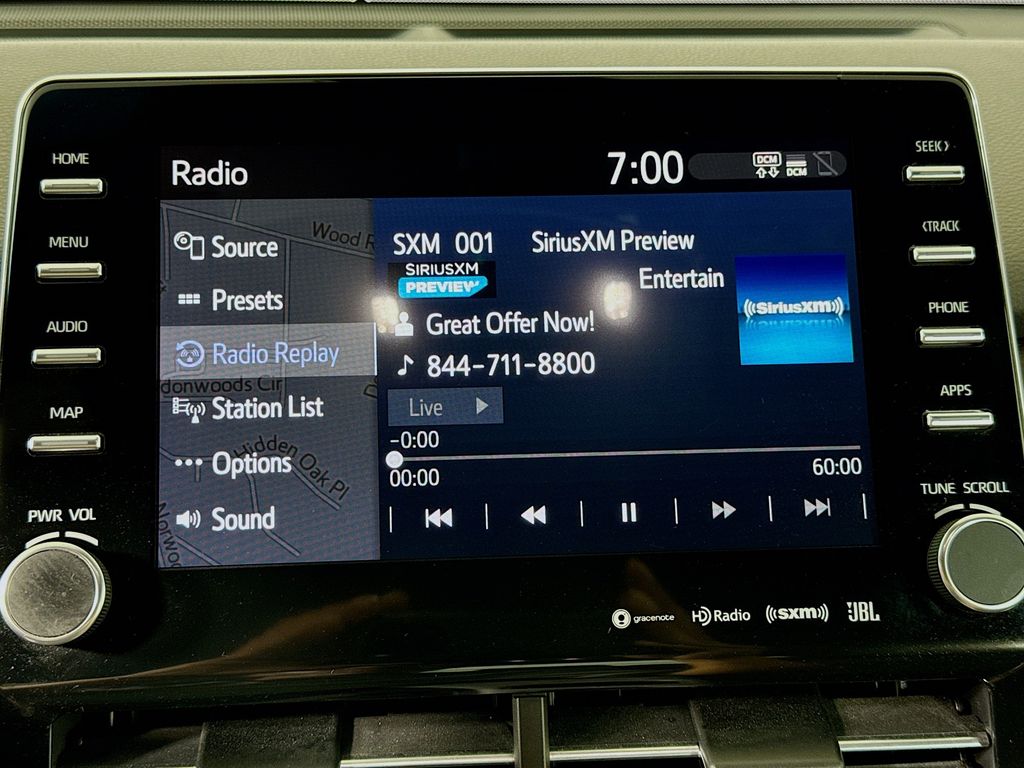 HOME
MENU
AUDIO
MAP
PWR VOL
Radio
7:00
DCM
DCM
Source
Presets
Radio Replay
Station List
Options
Sound
Wood R
donwoods Cir
Hidden Oak Pl
Norwo
SXM 001
SiriusXM Preview
SIRIUSXM
PREVIEW
Entertain
Great Offer Now!
844-711-8800
Live
-0:00
00:00
60:00
((SiriusXM))
SEEK>
<TRACK
PHONE
APPS
TUNE SCROLL
gracenote
HD Radio
((sxm))
JBL